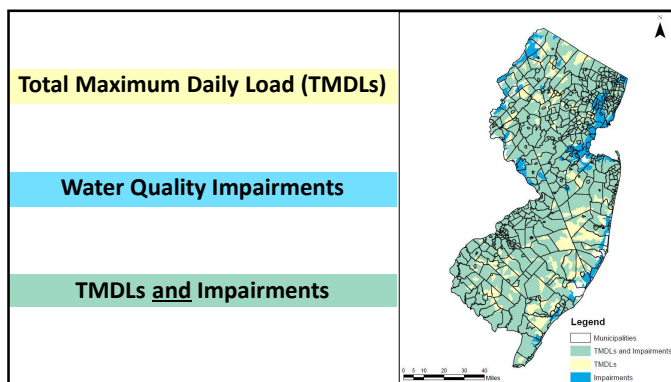 Total Maximum Daily Load (TMDLs)
Water Quality Impairments
TMDLs and Impairments
N
Legend
Municipalities
TMDLs and Impairments
TMDLs
Impairments
0 5 10 20 30 40
Miles